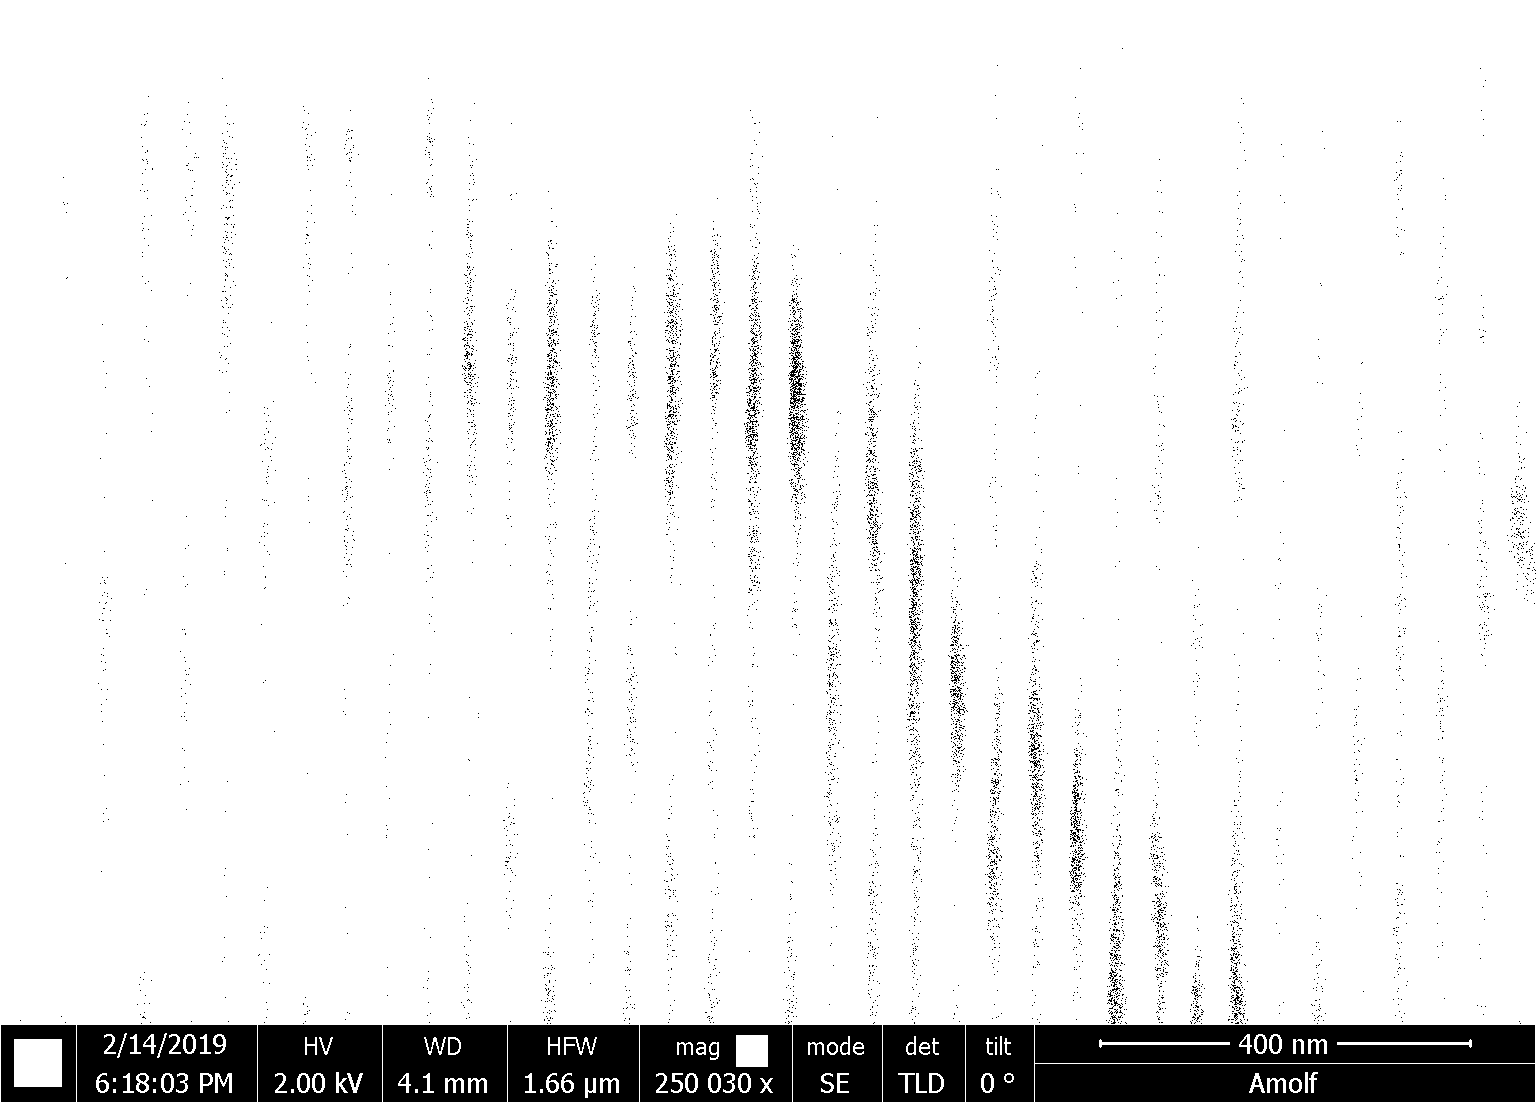 2/14/2019
6:18:03 PM
HV
2.00 kV
WD
4.1 mm
HFW
1.66 µm
mag
250 030 x
mode
SE
det
TLD
tilt
0 °
400 nm
Amolf